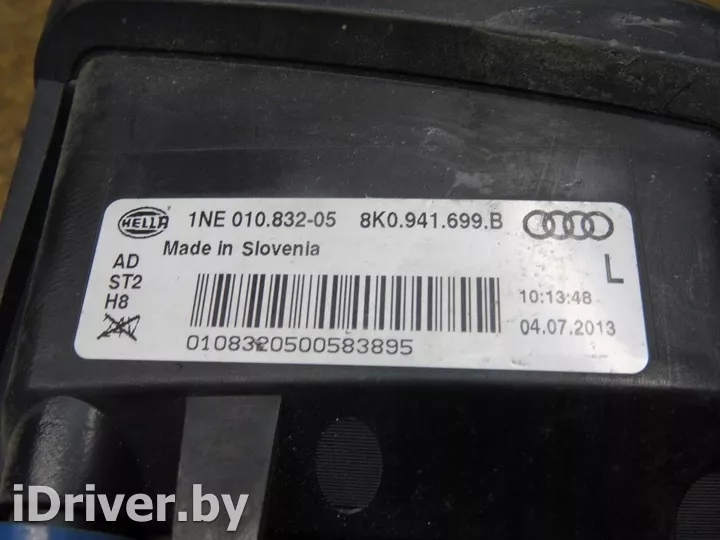 HELLA 1NE 010.832-05 8K0.941.699.B
Made in Slovenia
AD
ST2
H8
L
10:13:48
04.07.2013
0108320500583895
iDriver.by